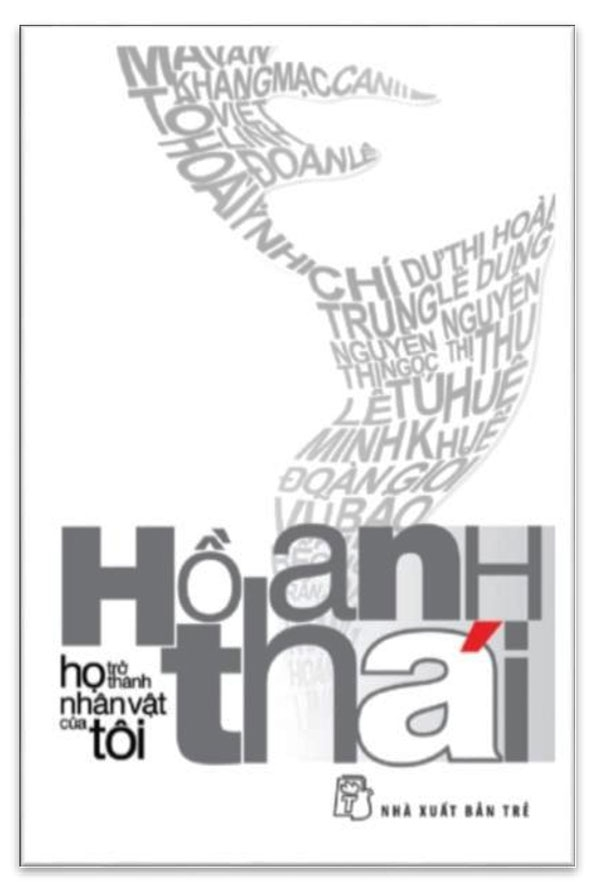 MA VĂN
KHÁNG MẠC CAN
TÔ VIỆT
LINH
HOÀI ĐOÀN LÊ
Ý NHI
CHÍ DƯ THỊ HOÀN
TRUNG LÊ DUNG
NGUYỄN NGUYỄN
THỊ NGỌC THỊ THU
LÊ TÚ HUỆ
MINH KHUÊ
ĐOÀN GIỎI
VŨ BÃO
Hồ anh
thái
họ trở thành
nhân vật
của tôi
NHÀ XUẤT BẢN TRẺ